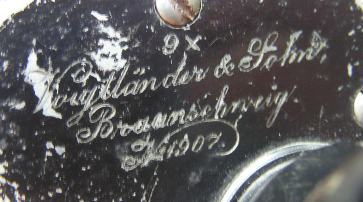 9 x
Voigtländer & Sohn,
Braunschweig.
No 1907.